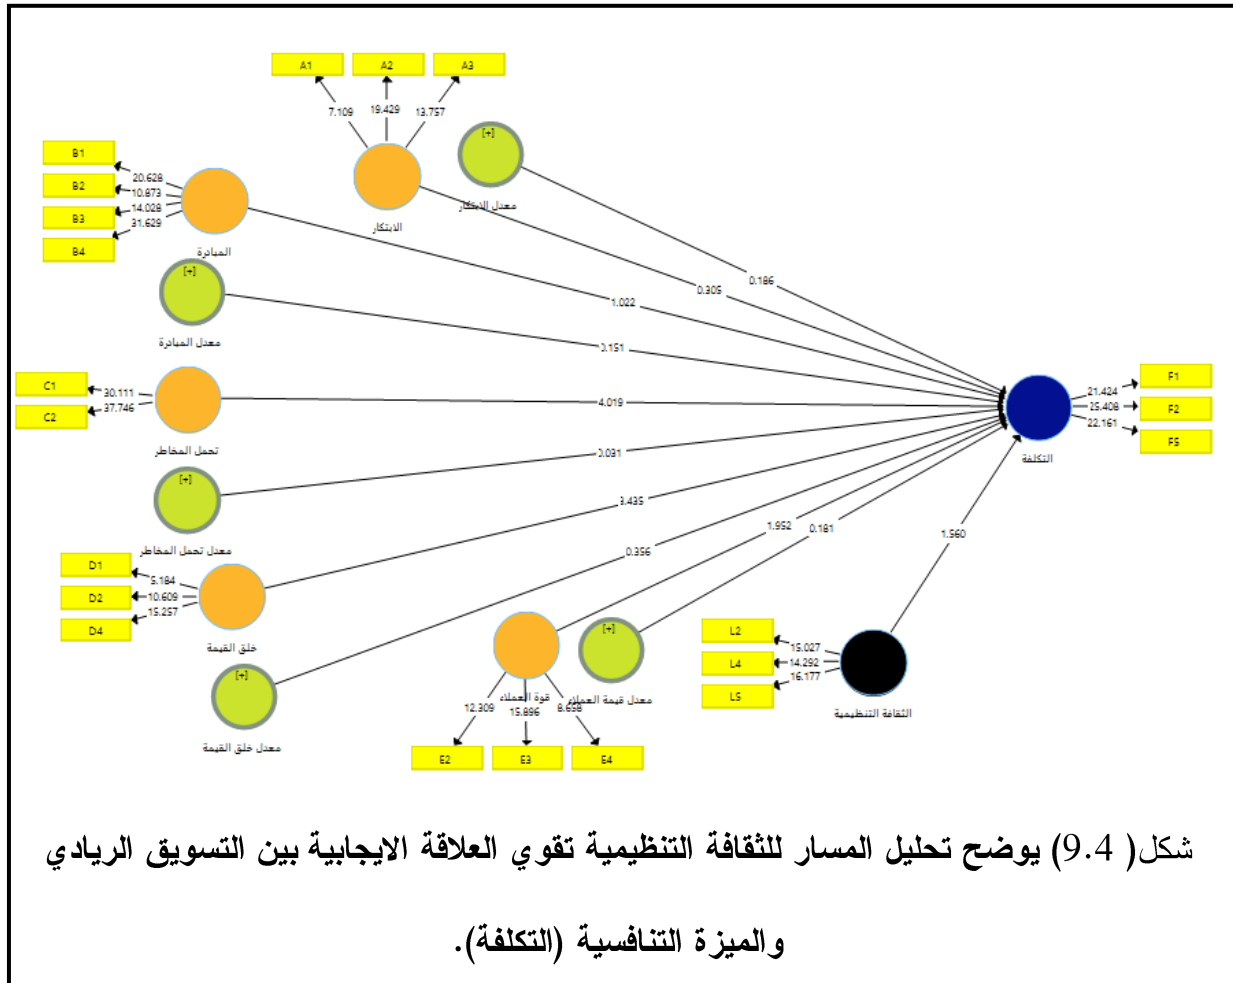 A1
A2
A3
7.109
19.429
13.757
[+]
معدل الابتكار
الابتكار
B1
B2
B3
B4
20.628
10.873
14.028
31.629
المبادرة
[+]
معدل المبادرة
0.186
0.305
1.022
0.151
C1
C2
30.111
37.746
تحمل المخاطر
4.019
[+]
معدل تحمل المخاطر
0.031
F1
F2
F5
21.424
25.408
22.161
التكلفة
D1
D2
D4
5.184
10.609
15.257
خلق القيمة
3.435
[+]
معدل خلق القيمة
0.356
1.952
0.181
1.560
[+]
قوة العملاء
معدل قيمة العملاء
12.309
15.896
8.658
E2
E3
E4
L2
L4
L5
15.027
14.292
16.177
الثقافة التنظيمية
شكل( 9.4) يوضح تحليل المسار للثقافة التنظيمية تقوي العلاقة الايجابية بين التسويق الريادي
والميزة التنافسية (التكلفة).